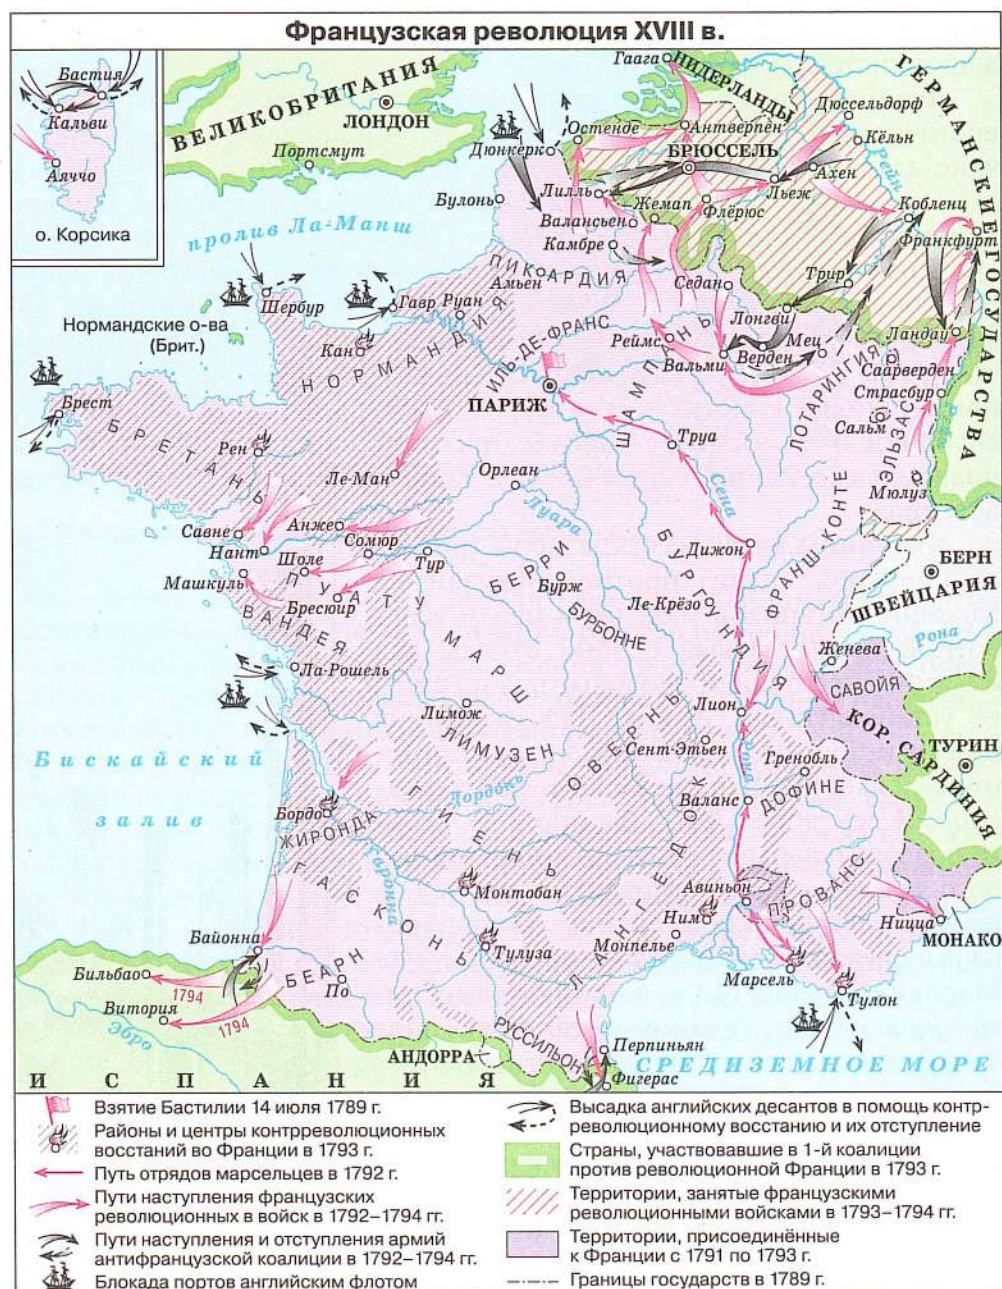 Французская революция XVIII в.
Бастия
Кальви
Аяччо
о. Корсика
ВЕЛИКОБРИТАНИЯ
ЛОНДОН
Портсмут
пролив Ла-Манш
Гаага
НИДЕРЛАНДЫ
ГЕРМАНСКИЕ ГОСУДАРСТВА
Дюссельдорф
Остенде
Антверпен
Кёльн
Дюнкерк
БРЮССЕЛЬ
Рейн
Ахен
Булонь
Лилль
Льеж
Валансьен
Жемап
Флёрюс
Кобленц
Камбре
Франкфурт
ПИКАРДИЯ
Амьен
Седан
Трир
Шербур
Гавр
Руан
Лонгви
Нормандские о-ва
(Брит.)
Кан
НОРМАНДИЯ
ИЛЬ-ДЕ-ФРАНС
Реймс
ШАМПАНЬ
Вальми
Верден
Мец
Ландау
ЛОТАРИНГИЯ
Саарверден
Страсбур
ПАРИЖ
Брест
БРЕТАНЬ
Рен
Ле-Ман
Орлеан
Труа
Сальм
ЭЛЬЗАС
Мюлуз
Сена
Луара
Савне
Анже
Нант
Сомюр
Шоле
Тур
Машкуль
ПУАТУ
Бресюир
ВАНДЕЯ
БЕРРИ
Бурж
БУРБОННЕ
БУРГУНДИЯ
Дижон
ФРАНШ-КОНТЕ
БЕРН
ШВЕЙЦАРИЯ
Ле-Крёзо
Рона
Женева
МАРШ
Ла-Рошель
Лимож
ЛИМУЗЕН
ОВЕРНЬ
Лион
САВОЙЯ
КОР. САРДИНИЯ
ТУРИН
Сент-Этьен
Рона
Гренобль
Бискайский
залив
Дордонь
Валанс
ДОФИНЕ
Бордо
ЖИРОНДА
ГИЕНЬ
ГАСКОНЬ
Гаронна
Монтобан
ЛАНГЕДОК
Авиньон
ПРОВАНС
Ним
Ницца
МОНАКО
Байонна
Тулуза
Монпелье
Марсель
Тулон
Бильбао
1794
БЕАРН
По
Витория
1794
Эбро
РУССИЛЬОН
Перпиньян
АНДОРРА
Фигерас
СРЕДИЗЕМНОЕ МОРЕ
ИСПАНИЯ
Взятие Бастилии 14 июля 1789 г.
Районы и центры контрреволюционных
восстаний во Франции в 1793 г.
Путь отрядов марсельцев в 1792 г.
Пути наступления французских
революционных в войск в 1792–1794 гг.
Пути наступления и отступления армий
антифранцузской коалиции в 1792–1794 гг.
Блокада портов английским флотом
Высадка английских десантов в помощь контр-
революционному восстанию и их отступление
Страны, участвовавшие в 1-й коалиции
против революционной Франции в 1793 г.
Территории, занятые французскими
революционными войсками в 1793–1794 гг.
Территории, присоединённые
к Франции с 1791 по 1793 г.
Границы государств в 1789 г.